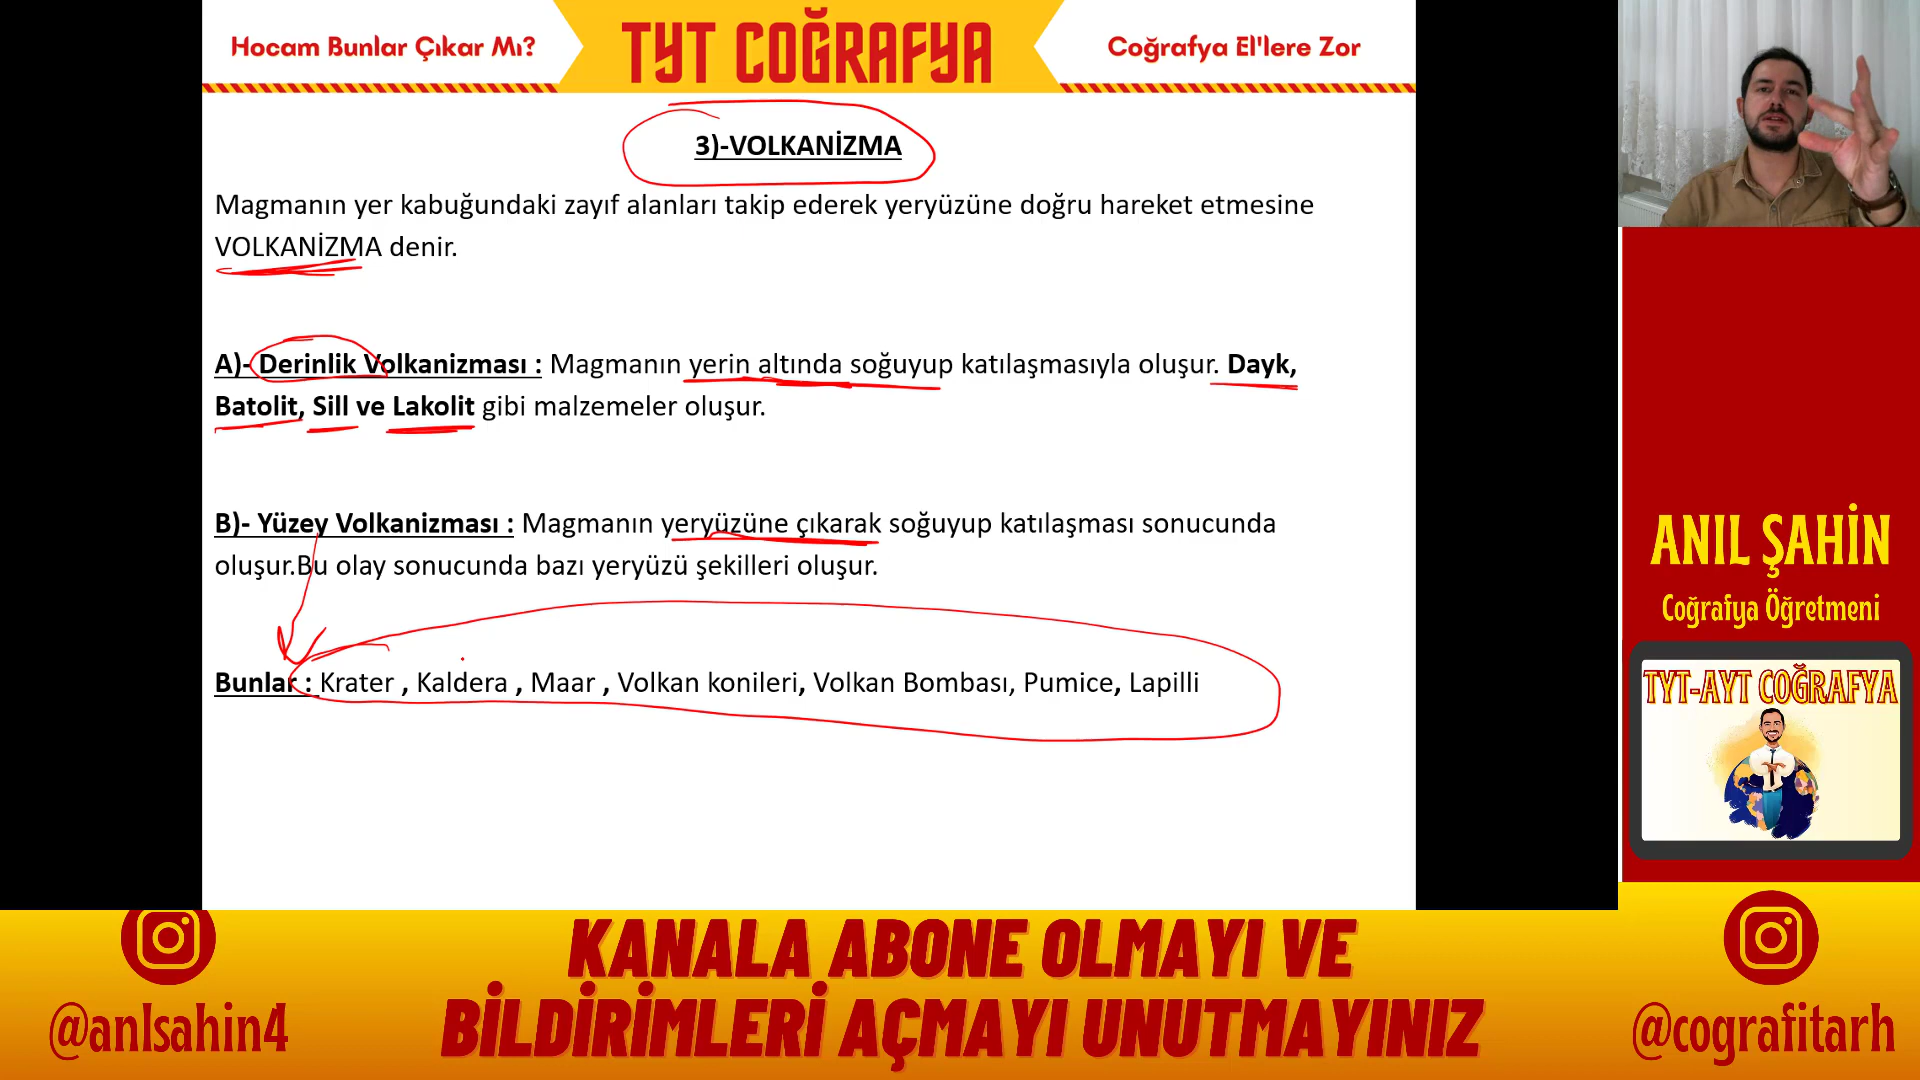 Hocam Bunlar Çıkar Mı?
TYT COĞRAFYA
Coğrafya El'lere Zor
3)-VOLKANİZMA
Magmanın yer kabuğundaki zayıf alanları takip ederek yeryüzüne doğru hareket etmesine
VOLKANİZMA denir.
A)- Derinlik Volkanizması : Magmanın yerin altında soğuyup katılaşmasıyla oluşur. Dayk,
Batolit, Sill ve Lakolit gibi malzemeler oluşur.
B)- Yüzey Volkanizması : Magmanın yeryüzüne çıkarak soğuyup katılaşması sonucunda
oluşur.Bu olay sonucunda bazı yeryüzü şekilleri oluşur.
Bunlar : Krater , Kaldera , Maar , Volkan konileri, Volkan Bombası, Pumice, Lapilli
ANIL ŞAHİN
Coğrafya Öğretmeni
TYT-AYT COĞRAFYA
KANALA ABONE OLMAYI VE
BİLDİRİMLERİ AÇMAYI UNUTMAYINIZ
@anlsahin4
@cografitarh